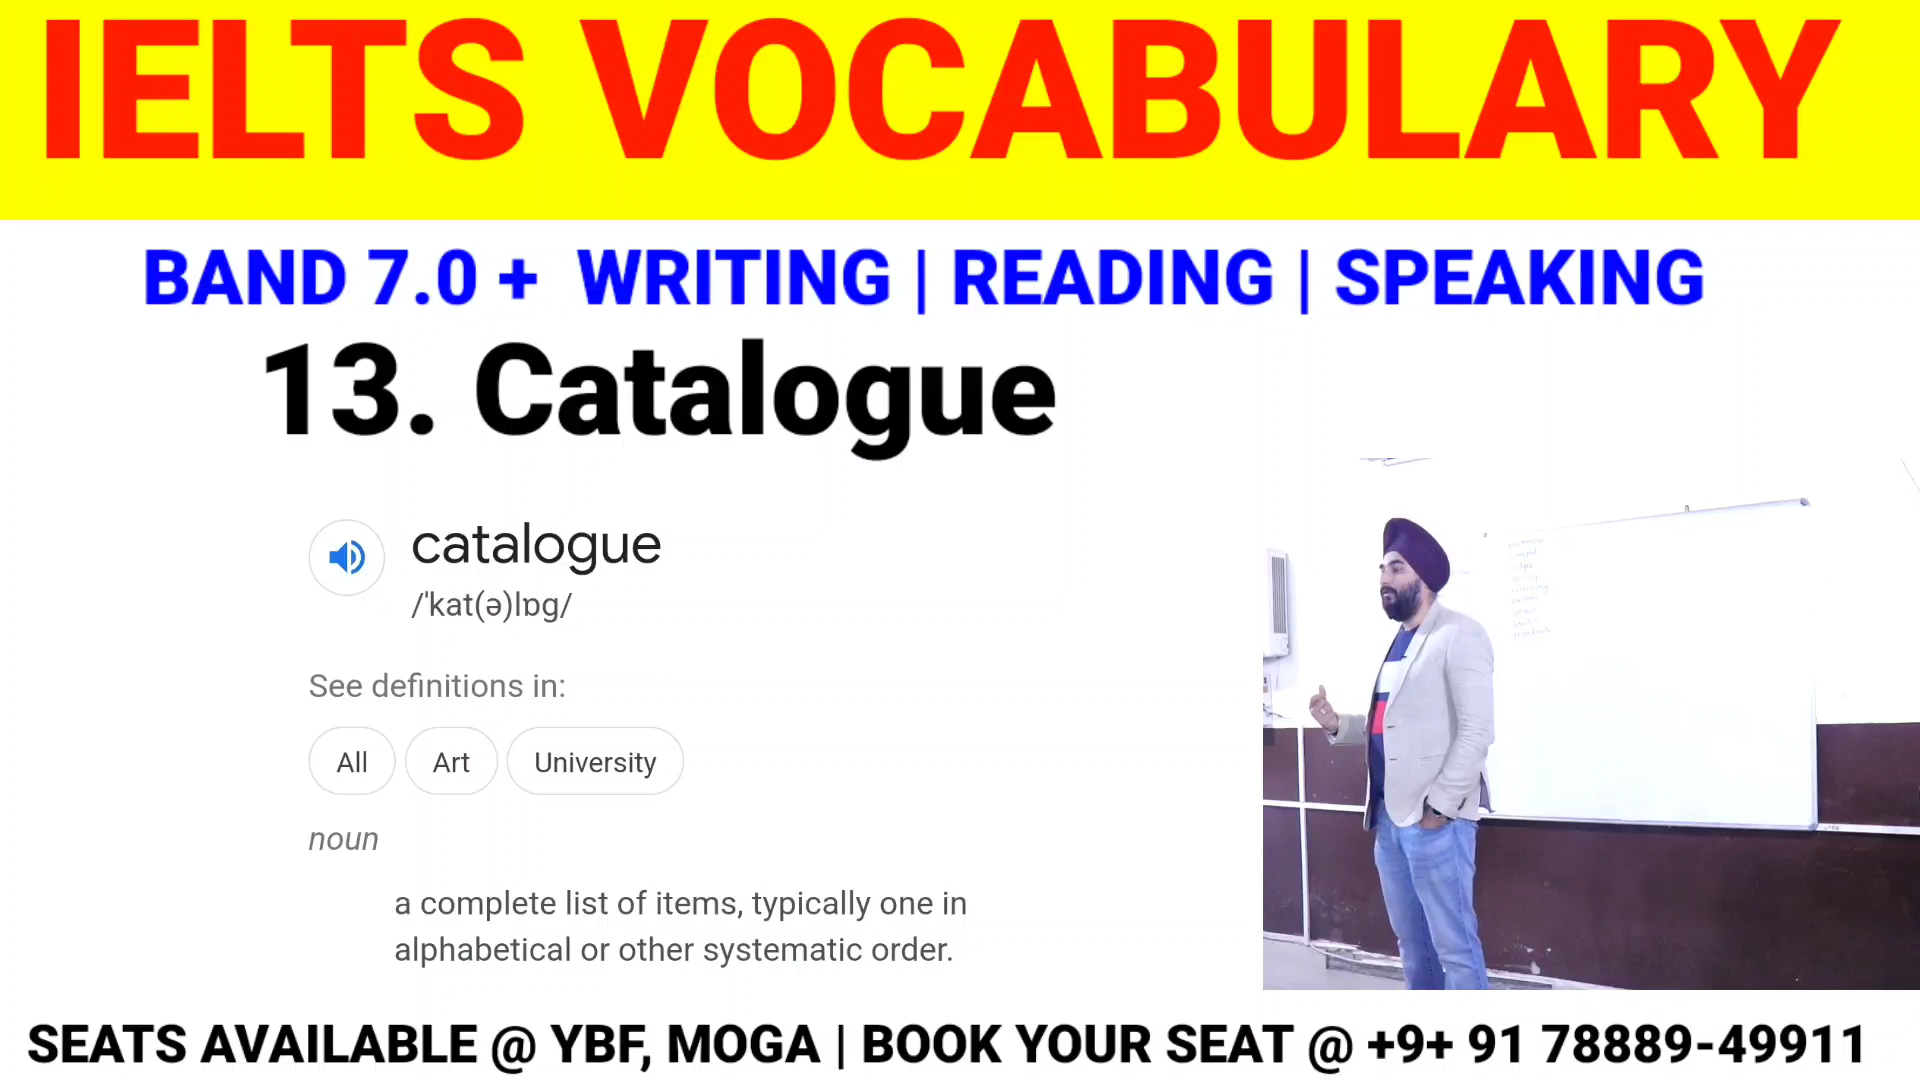 IELTS VOCABULARY
BAND 7.0 + WRITING | READING | SPEAKING
13. Catalogue
catalogue
/ˈkat(ə)lɒɡ/
See definitions in:
All Art University
noun
a complete list of items, typically one in
alphabetical or other systematic order.
SEATS AVAILABLE @ YBF, MOGA | BOOK YOUR SEAT @ +9+ 91 78889-49911